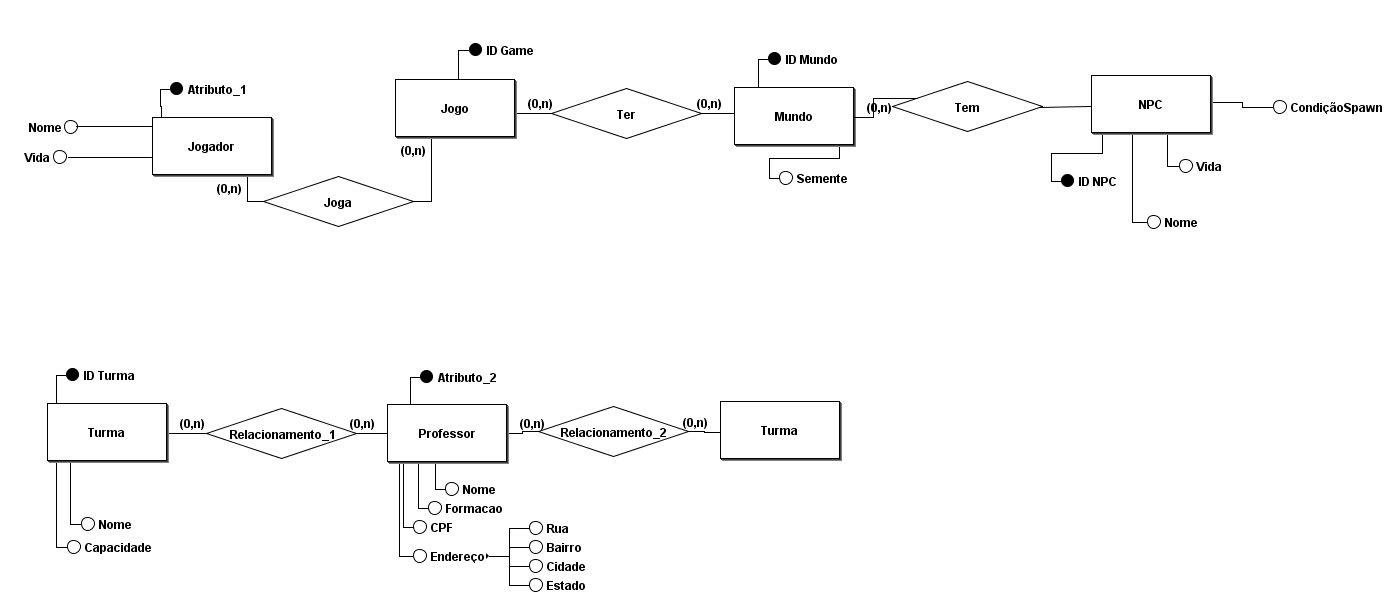 ID Game
ID Mundo
Atributo_1
Nome
Vida
Jogador
(0,n)
Joga
(0,n)
Jogo
(0,n)
Ter
(0,n)
Mundo
Semente
(0,n)
Tem
NPC
CondiçãoSpawn
Vida
ID NPC
Nome
ID Turma
Turma
(0,n)
Relacionamento_1
(0,n)
Nome
Capacidade
Atributo_2
Professor
(0,n)
Relacionamento_2
(0,n)
Turma
Nome
Formacao
CPF
Endereço
Rua
Bairro
Cidade
Estado